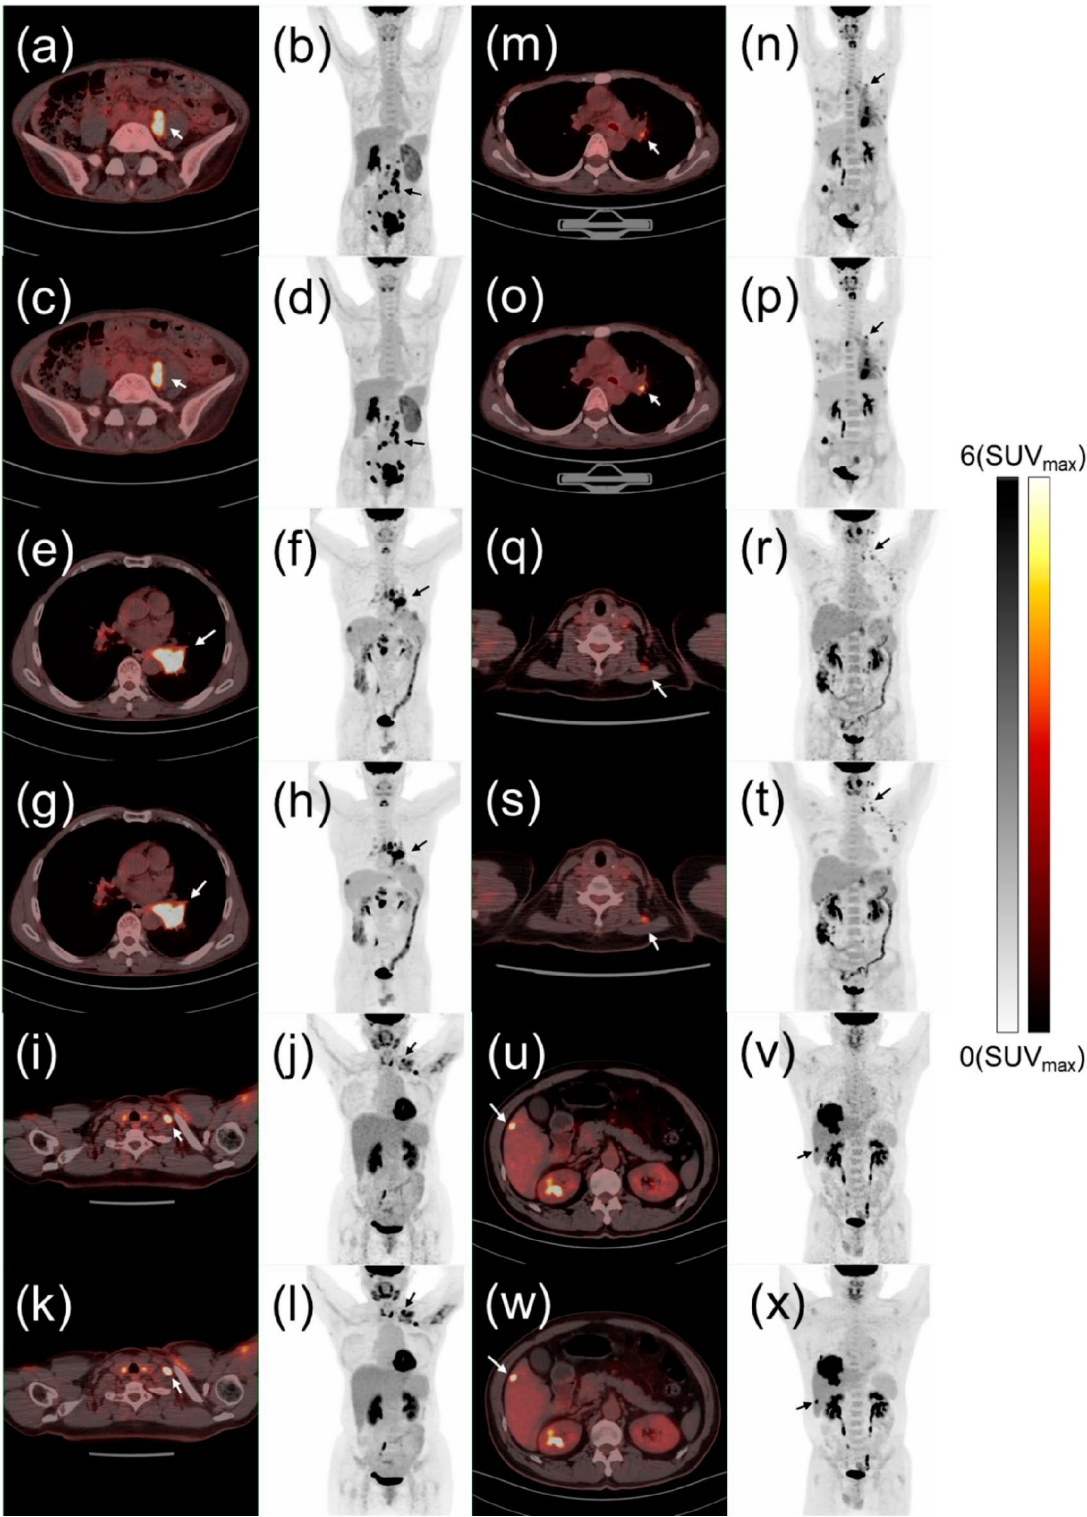 (a) (b) (m) (n)
(c) (d) (o) (p)
6(SUVmax)
(e) (f) (q) (r)
(g) (h) (s) (t)
0(SUVmax)
(i) (j) (u) (v)
(k) (l) (w) (x)